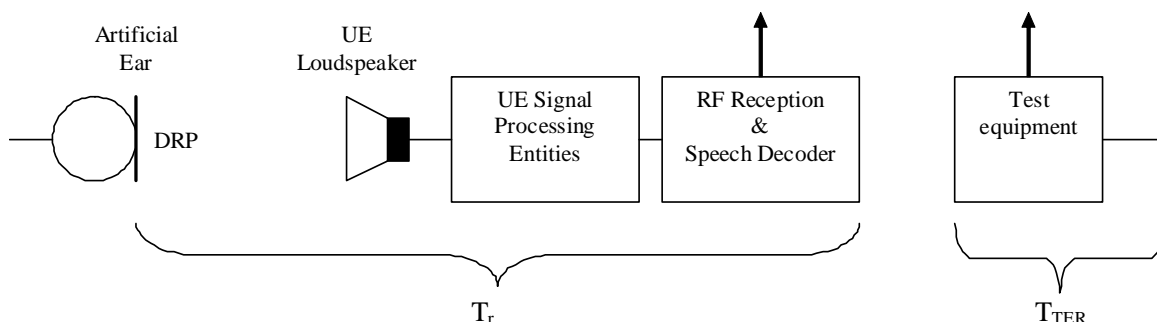 Artificial
Ear
DRP
UE
Loudspeaker
UE Signal
Processing
Entities
RF Reception
&
Speech Decoder
Test
equipment
Tr
TTER